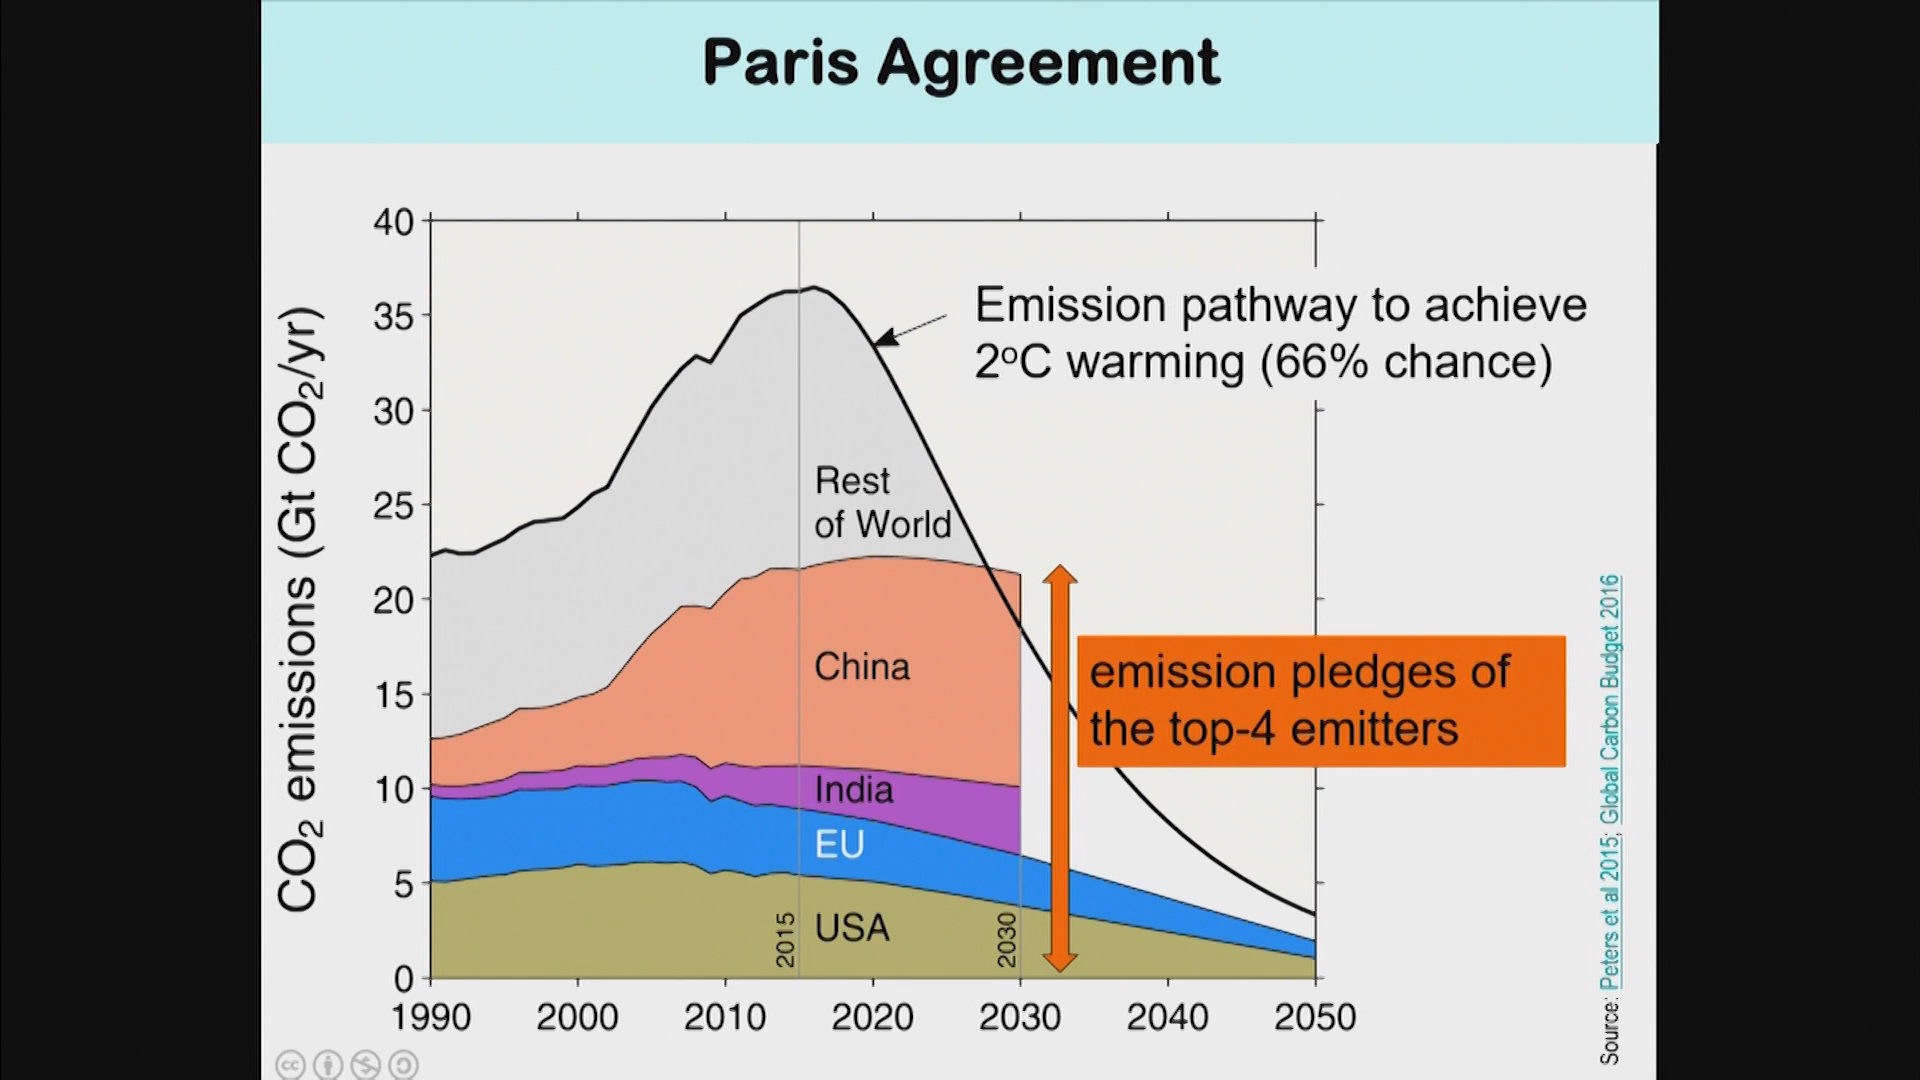 Paris Agreement
CO2 emissions (Gt CO2/yr)
40
35
30
25
20
15
10
5
0
1990 2000 2010 2020 2030 2040 2050
Emission pathway to achieve
2oC warming (66% chance)
Rest
of World
China
India
EU
USA
2015
2030
emission pledges of
the top-4 emitters
Source: Peters et al 2015; Global Carbon Budget 2016
cc